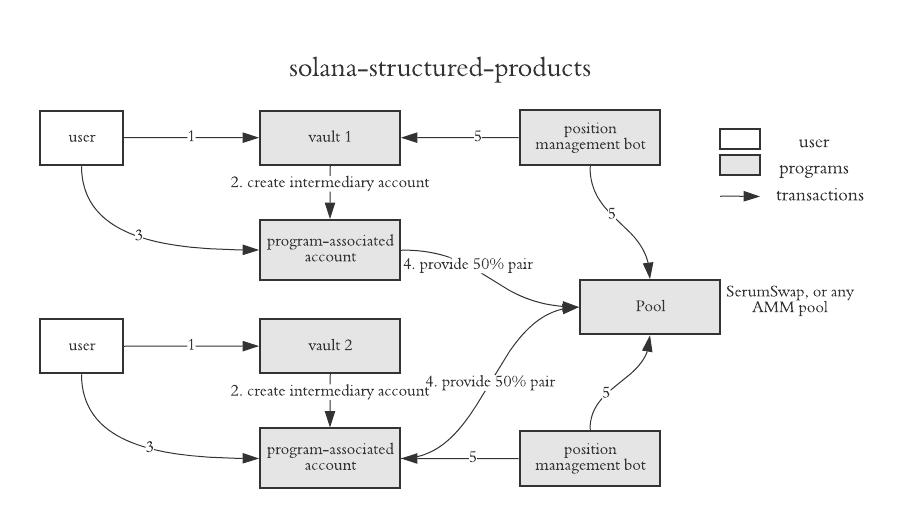 solana-structured-products
user
1
vault 1
5
position
management bot
user
programs
transactions
2. create intermediary account
3
program-associated
account
4. provide 50% pair
5
Pool
SerumSwap, or any
AMM pool
user
1
vault 2
2. create intermediary account
4. provide 50% pair
5
3
program-associated
account
5
position
management bot